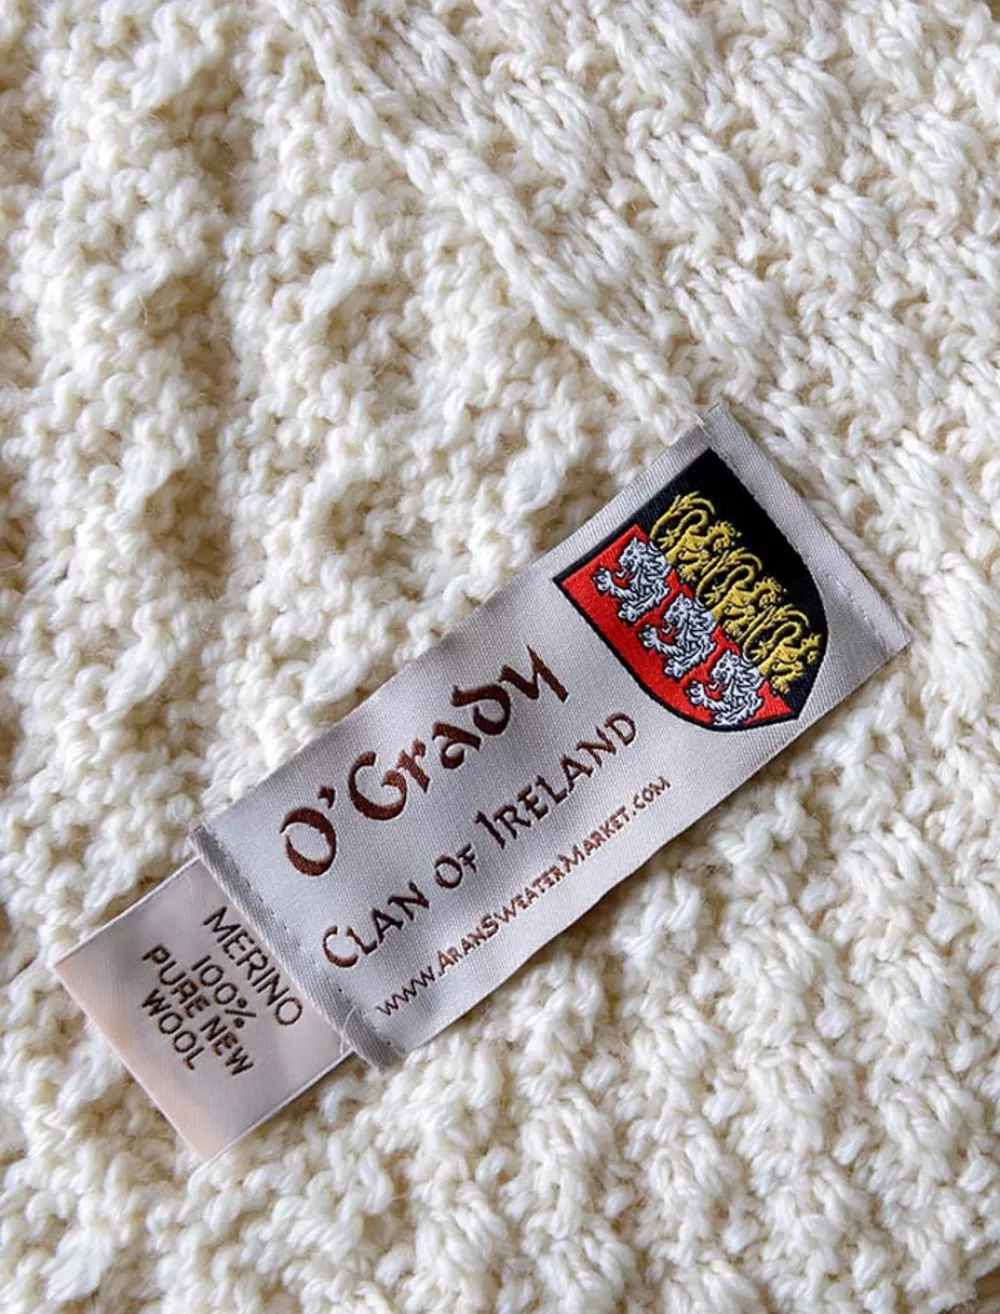 O'Grady
Clan Of Ireland
www.AranSweaterMarket.com
MERINO
100%
PURE NEW
WOOL